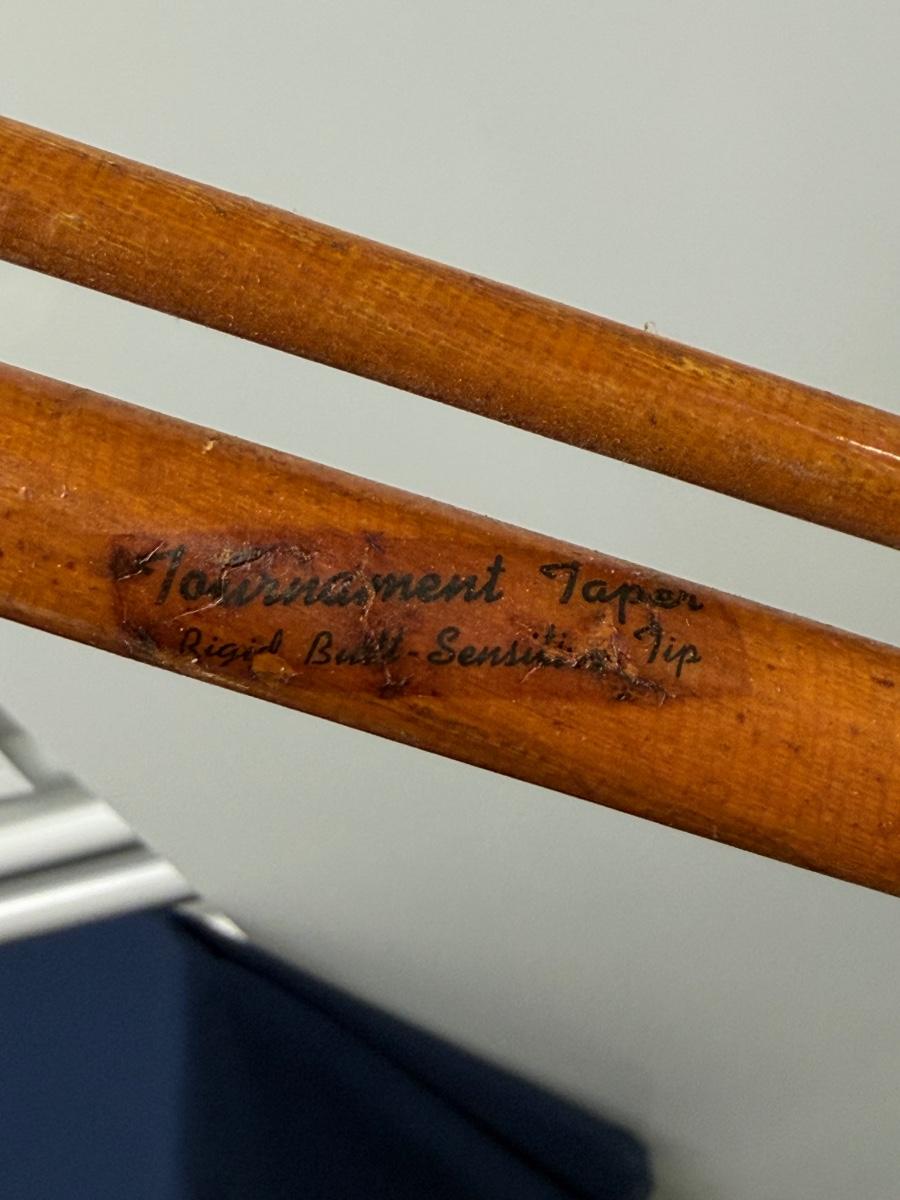 Tournament Taper
Rigid Butt-Sensitive Tip